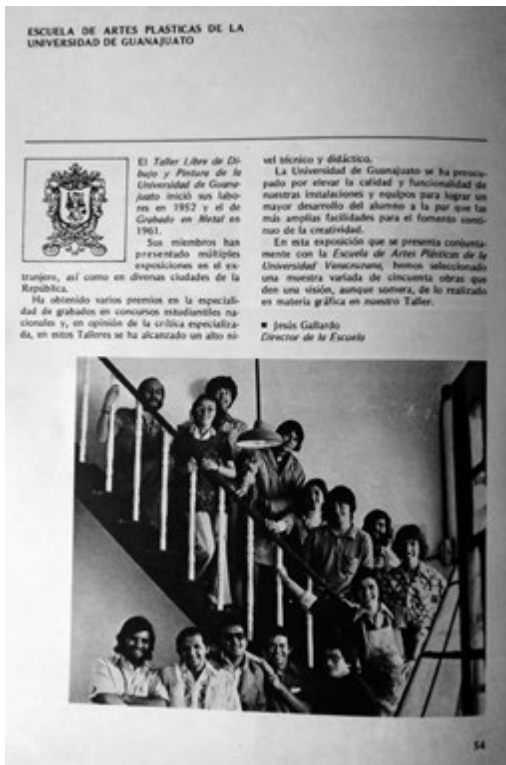 ESCUELA DE ARTES PLASTICAS DE LA
UNIVERSIDAD DE GUANAJUATO
El Taller Libre de Di-
bujo y Pintura de la
Universidad de Guana-
juato inició sus labo-
res en 1952 y el de
Grabado en Metal en
1961.
Sus miembros han
presentado múltiples
exposiciones en el ex-
tranjero, así como en diversas ciudades de la
República.
Ha obtenido varios premios en la especiali-
dad de grabados en concursos estudiantiles na-
cionales y, en opinión de la crítica especializa-
da, en estos Talleres se ha alcanzado un alto ni-
vel técnico y didáctico.
La Universidad de Guanajuato se ha preocu-
pado por elevar la calidad y funcionalidad de
nuestras instalaciones y equipos para lograr un
mayor desarrollo del alumno a la par que las
más amplias facilidades para el fomento conti-
nuo de la creatividad.
En esta exposición que se presenta conjunta-
mente con la Escuela de Artes Plásticas de la
Universidad Veracruzana, hemos seleccionado
una muestra variada de cincuenta obras que
den una visión, aunque somera, de lo realizado
en materia gráfica en nuestro Taller.
■ Jesús Gallardo
Director de la Escuela
54